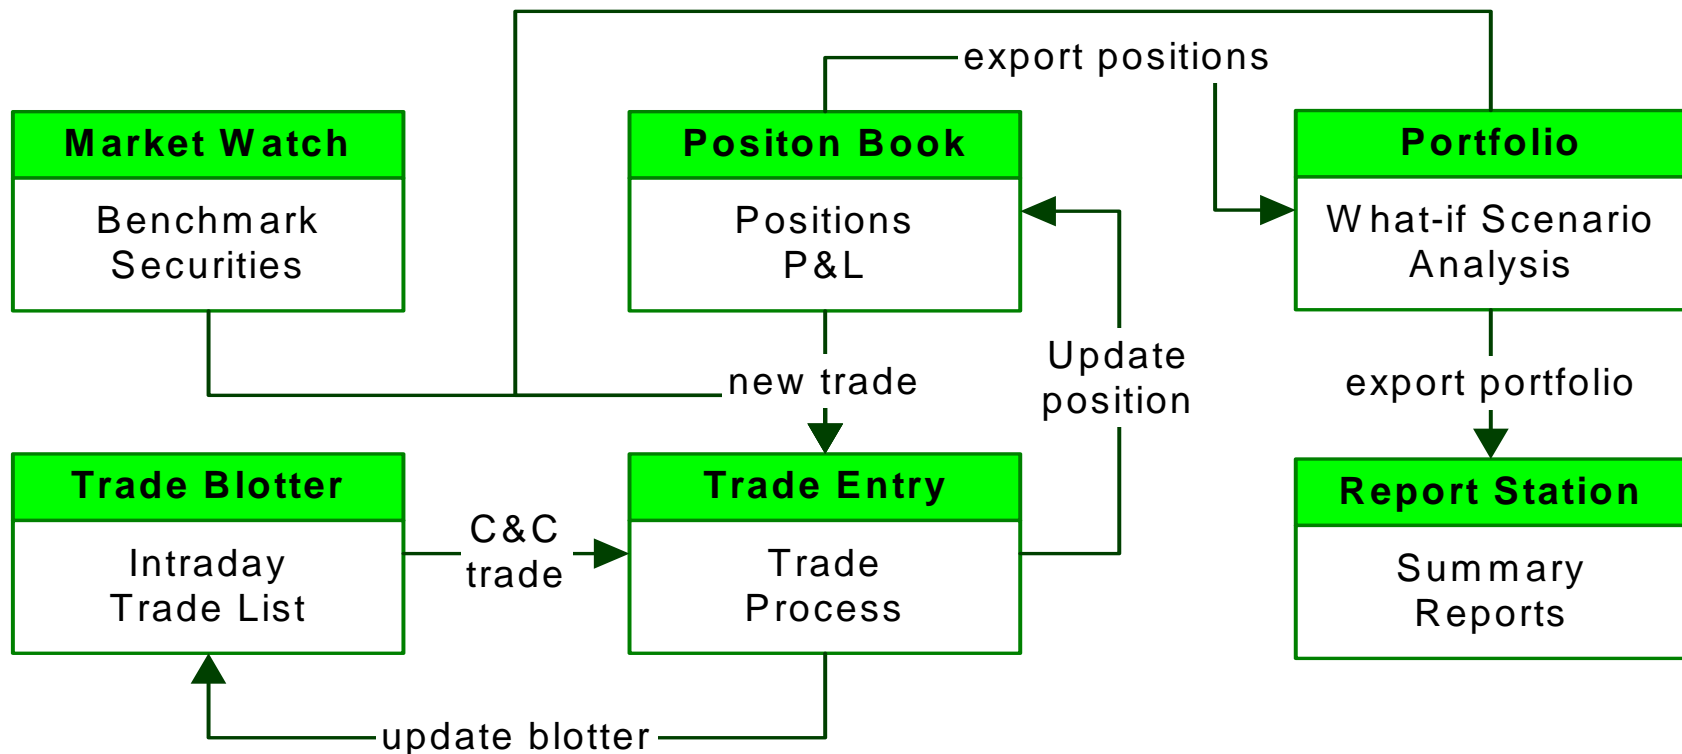 export positions
Market Watch
Benchmark
Securities
Positon Book
Positions
P&L
Portfolio
What-if Scenario
Analysis
new trade
Update
position
export portfolio
Trade Blotter
Intraday
Trade List
C&C
trade
Trade Entry
Trade
Process
Report Station
Summary
Reports
update blotter